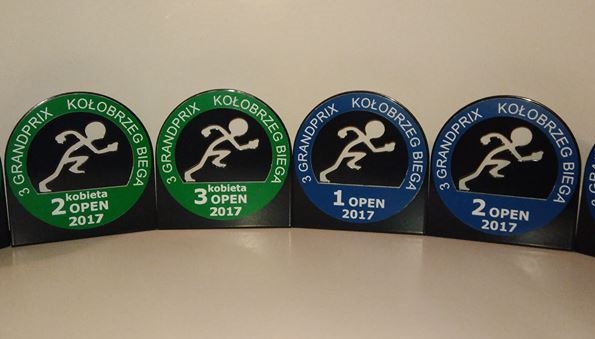 3 GRANDPRIX KOŁOBRZEG BIEGA
2 kobieta
OPEN
2017
3 GRANDPRIX KOŁOBRZEG BIEGA
3 kobieta
OPEN
2017
3 GRANDPRIX KOŁOBRZEG BIEGA
1 OPEN
2017
3 GRANDPRIX KOŁOBRZEG BIEGA
2 OPEN
2017